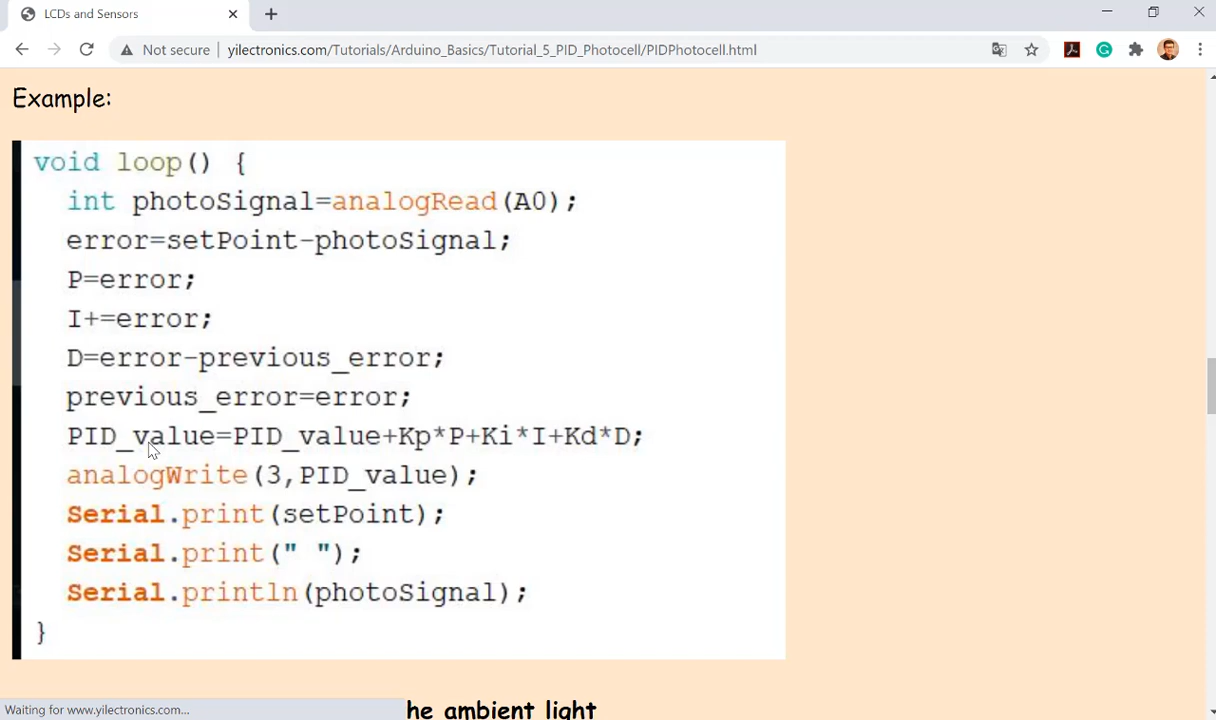 LCDs and Sensors
Not secure yilectronics.com/Tutorials/Arduino_Basics/Tutorial_5_PID_Photocell/PIDPhotocell.html
Example:
void loop() {
int photoSignal=analogRead(A0);
error=setPoint-photoSignal;
P=error;
I+=error;
D=error-previous_error;
previous_error=error;
PID_value=PID_value+Kp*P+Ki*I+Kd*D;
analogWrite(3,PID_value);
Serial.print(setPoint);
Serial.print(" ");
Serial.println(photoSignal);
}
Waiting for www.yilectronics.com...
he ambient light